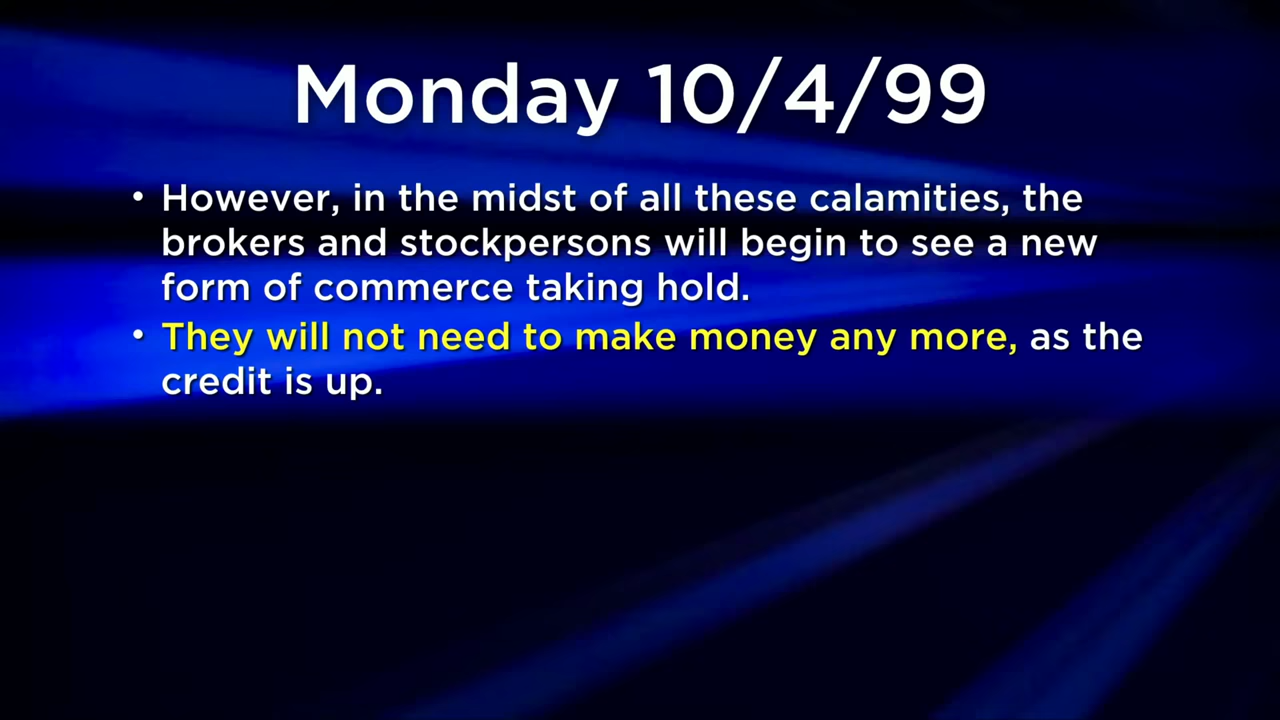 Monday 10/4/99
• However, in the midst of all these calamities, the
brokers and stockpersons will begin to see a new
form of commerce taking hold.
• They will not need to make money any more, as the
credit is up.